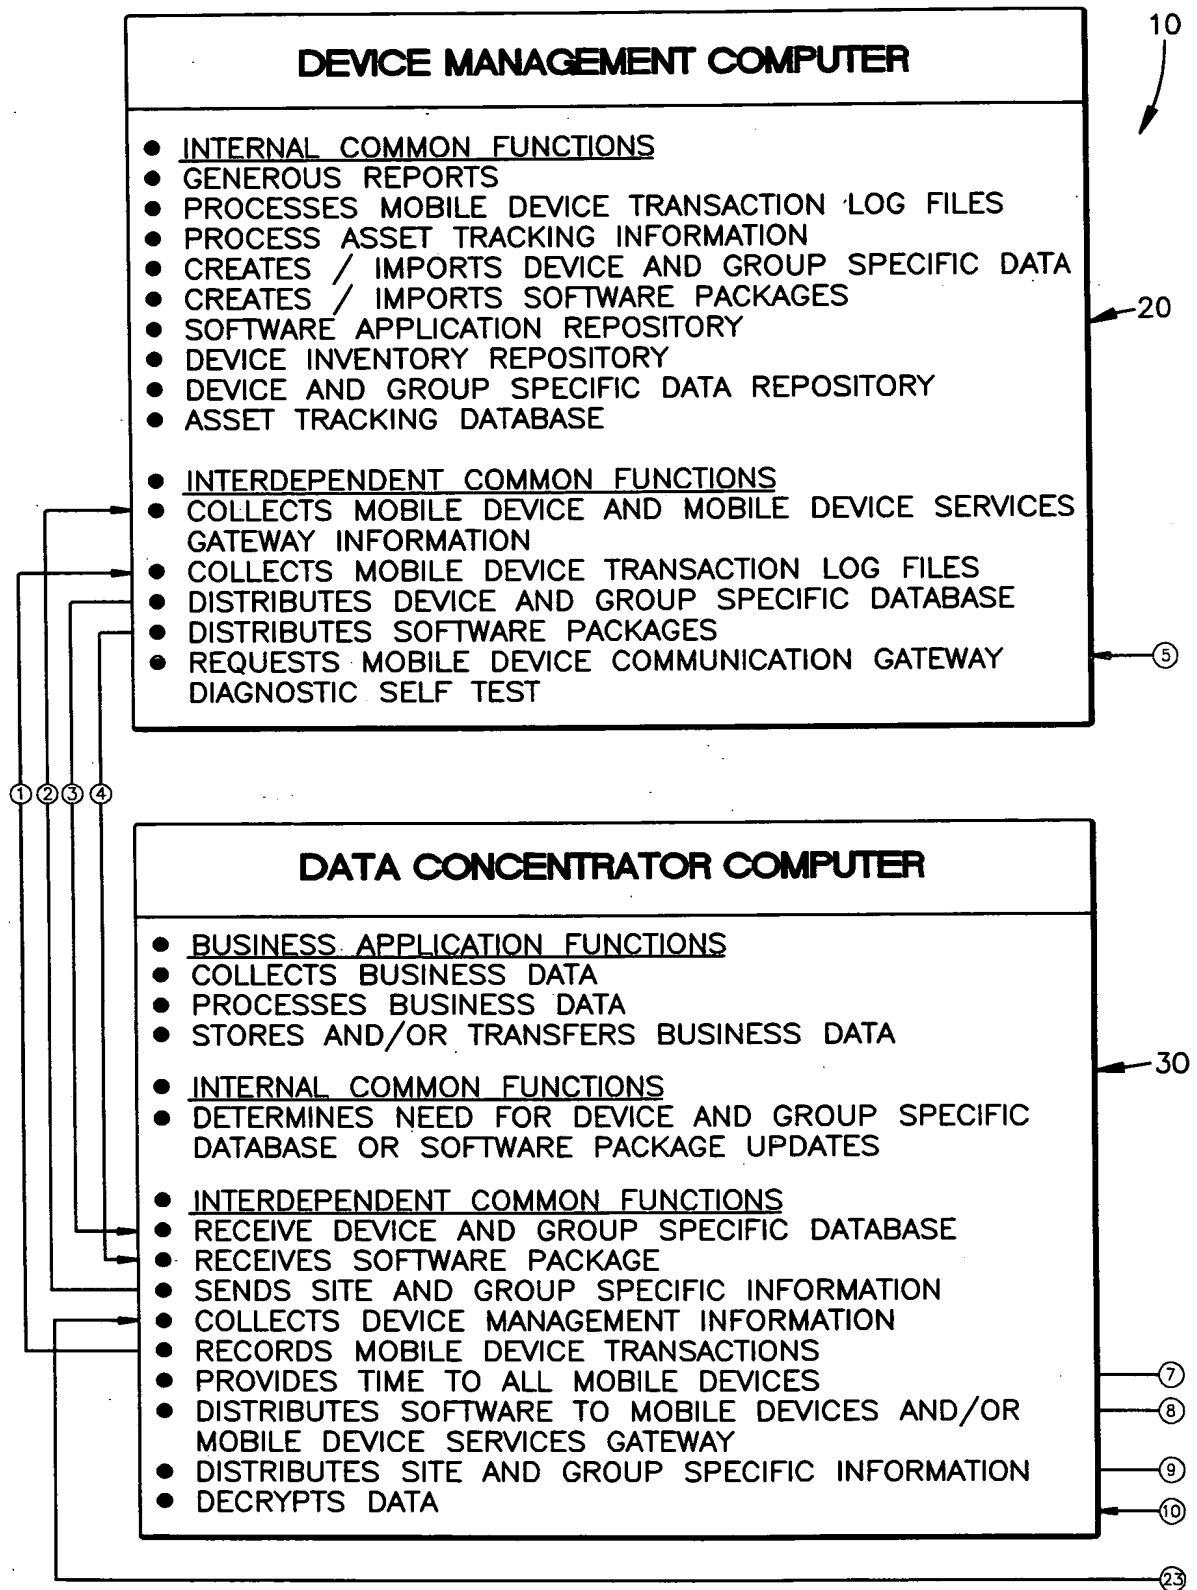 10
DEVICE MANAGEMENT COMPUTER
● INTERNAL COMMON FUNCTIONS
● GENEROUS REPORTS
● PROCESSES MOBILE DEVICE TRANSACTION LOG FILES
● PROCESS ASSET TRACKING INFORMATION
● CREATES / IMPORTS DEVICE AND GROUP SPECIFIC DATA
● CREATES / IMPORTS SOFTWARE PACKAGES
● SOFTWARE APPLICATION REPOSITORY
20
● DEVICE INVENTORY REPOSITORY
● DEVICE AND GROUP SPECIFIC DATA REPOSITORY
● ASSET TRACKING DATABASE
● INTERDEPENDENT COMMON FUNCTIONS
● COLLECTS MOBILE DEVICE AND MOBILE DEVICE SERVICES
GATEWAY INFORMATION
● COLLECTS MOBILE DEVICE TRANSACTION LOG FILES
● DISTRIBUTES DEVICE AND GROUP SPECIFIC DATABASE
● DISTRIBUTES SOFTWARE PACKAGES
● REQUESTS MOBILE DEVICE COMMUNICATION GATEWAY
DIAGNOSTIC SELF TEST
5
1 2 3 4
DATA CONCENTRATOR COMPUTER
● BUSINESS APPLICATION FUNCTIONS
● COLLECTS BUSINESS DATA
● PROCESSES BUSINESS DATA
● STORES AND/OR TRANSFERS BUSINESS DATA
30
● INTERNAL COMMON FUNCTIONS
● DETERMINES NEED FOR DEVICE AND GROUP SPECIFIC
DATABASE OR SOFTWARE PACKAGE UPDATES
● INTERDEPENDENT COMMON FUNCTIONS
● RECEIVE DEVICE AND GROUP SPECIFIC DATABASE
● RECEIVES SOFTWARE PACKAGE
● SENDS SITE AND GROUP SPECIFIC INFORMATION
● COLLECTS DEVICE MANAGEMENT INFORMATION
● RECORDS MOBILE DEVICE TRANSACTIONS
● PROVIDES TIME TO ALL MOBILE DEVICES
7
● DISTRIBUTES SOFTWARE TO MOBILE DEVICES AND/OR
MOBILE DEVICE SERVICES GATEWAY
8
● DISTRIBUTES SITE AND GROUP SPECIFIC INFORMATION
9
● DECRYPTS DATA
10
23